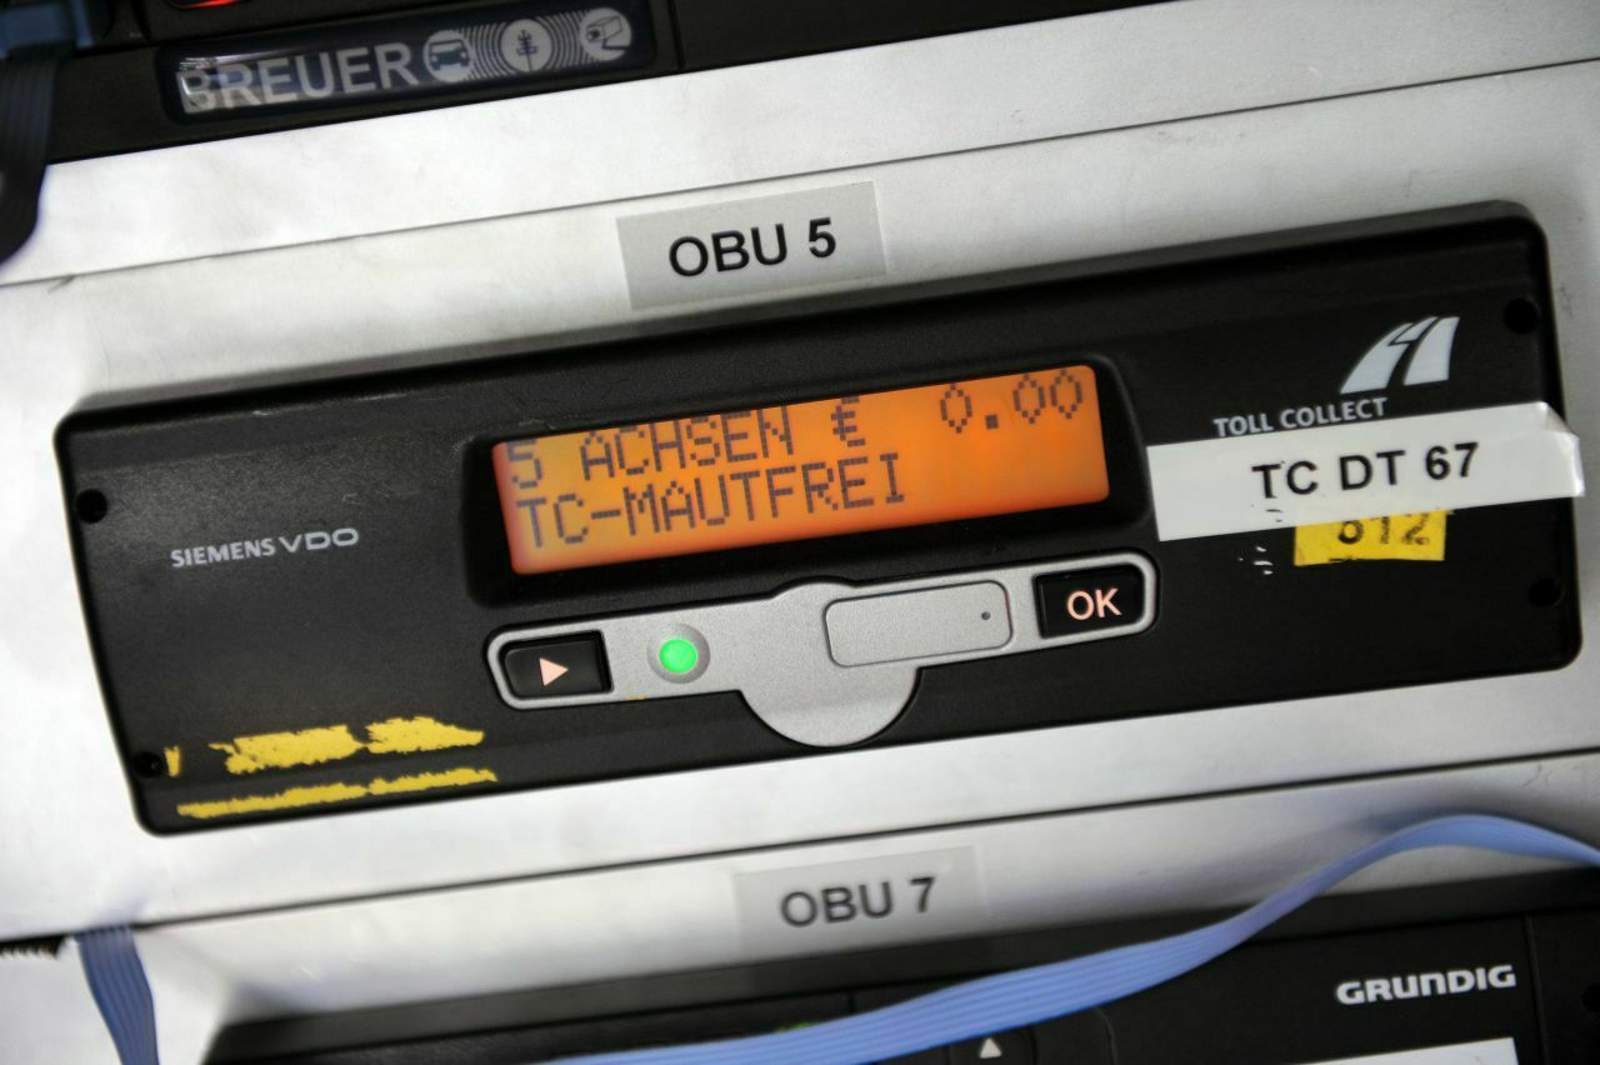 BREUER
OBU 5
5 ACHSEN € 0.00
TC-MAUTFREI
TOLL COLLECT
TC DT 67
612
SIEMENS VDO
OK
OBU 7
GRUNDIG